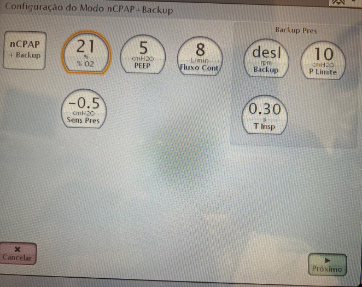 Configuração do Modo nCPAP+Backup
Backup Pres
nCPAP
+ Backup
21
%
% O2
5
cmH2O
PEEP
8
L/min
Fluxo Cont
desl
rpm
Backup
10
cmH2O
P Limite
-0.5
cmH2O
Sens Pres
0.30
s
T Insp
Cancelar
Próximo